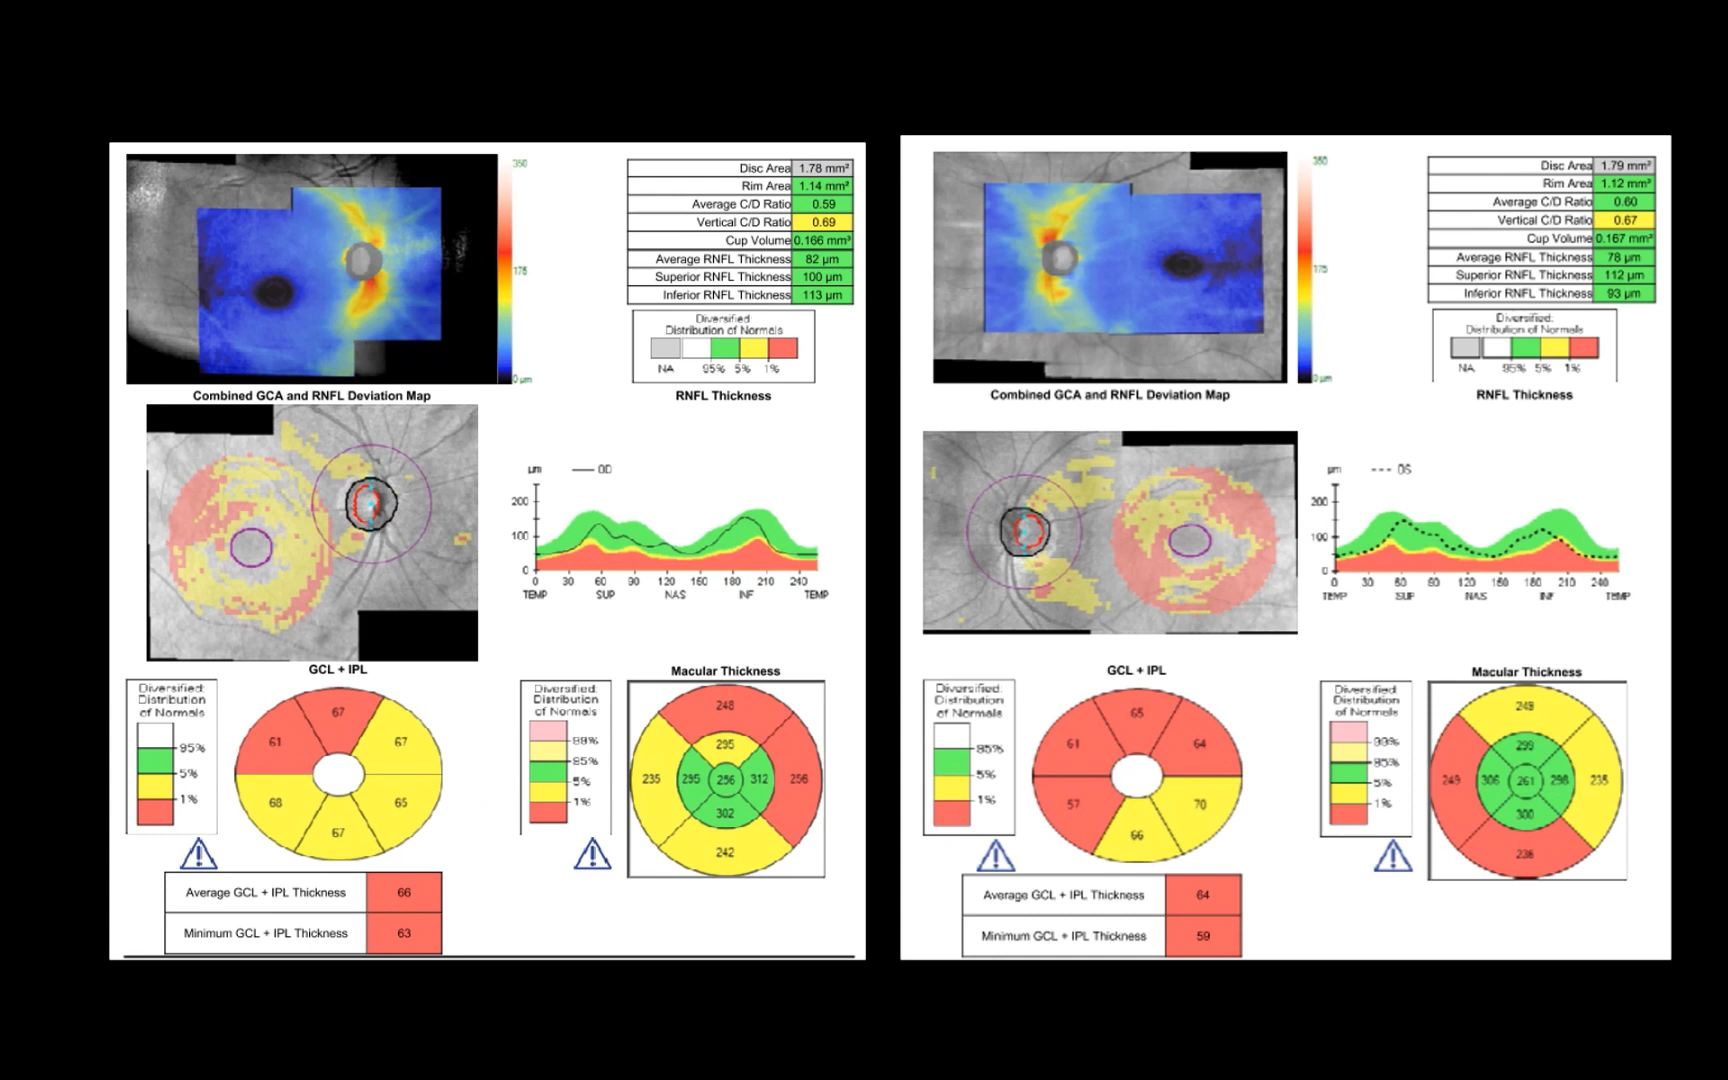 350
175
0 µm
Disc Area 1.78 mm²
Rim Area 1.14 mm²
Average C/D Ratio 0.59
Vertical C/D Ratio 0.69
Cup Volume 0.166 mm³
Average RNFL Thickness 82 µm
Superior RNFL Thickness 100 µm
Inferior RNFL Thickness 113 µm
Diversified:
Distribution of Normals
NA 95% 5% 1%
Combined GCA and RNFL Deviation Map
RNFL Thickness
µm OD
200
100
0
0 30 60 90 120 150 180 210 240
TEMP SUP NAS INF TEMP
GCL + IPL
Diversified:
Distribution
of Normals
95%
5%
1%
67
61 67
68 65
67
Average GCL + IPL Thickness 66
Minimum GCL + IPL Thickness 63
Macular Thickness
Diversified:
Distribution
of Normals
99%
95%
5%
1%
248
295
235 295 256 312 256
302
242
350
175
0 µm
Disc Area 1.79 mm²
Rim Area 1.12 mm²
Average C/D Ratio 0.60
Vertical C/D Ratio 0.67
Cup Volume 0.167 mm³
Average RNFL Thickness 78 µm
Superior RNFL Thickness 112 µm
Inferior RNFL Thickness 93 µm
Diversified:
Distribution of Normals
NA 95% 5% 1%
Combined GCA and RNFL Deviation Map
RNFL Thickness
µm OS
200
100
0
0 30 60 90 120 150 180 210 240
TEMP SUP NAS INF TEMP
GCL + IPL
Diversified:
Distribution
of Normals
95%
5%
1%
65
61 64
57 70
66
Average GCL + IPL Thickness 64
Minimum GCL + IPL Thickness 59
Macular Thickness
Diversified:
Distribution
of Normals
99%
95%
5%
1%
249
299
249 306 261 298 235
300
236